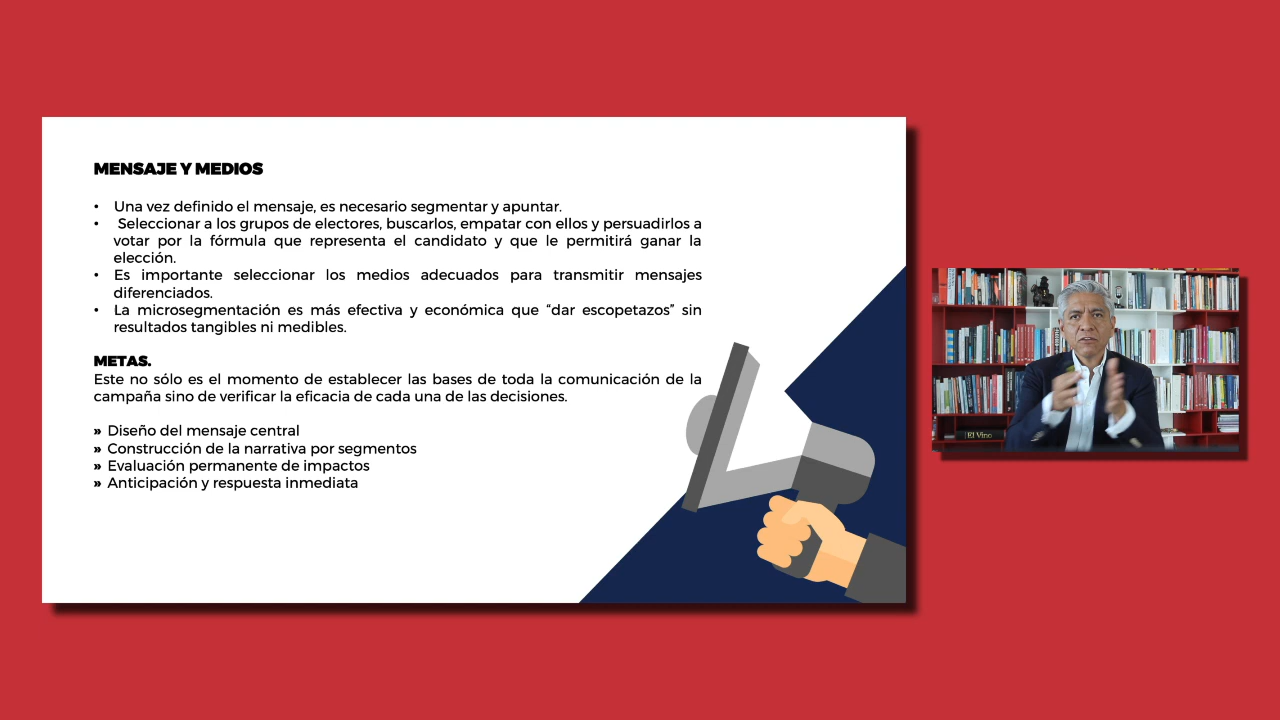 MENSAJE Y MEDIOS
• Una vez definido el mensaje, es necesario segmentar y apuntar.
• Seleccionar a los grupos de electores, buscarlos, empatar con ellos y persuadirlos a
votar por la fórmula que representa el candidato y que le permitirá ganar la
elección.
• Es importante seleccionar los medios adecuados para transmitir mensajes
diferenciados.
• La microsegmentación es más efectiva y económica que “dar escopetazos” sin
resultados tangibles ni medibles.
METAS.
Este no sólo es el momento de establecer las bases de toda la comunicación de la
campaña sino de verificar la eficacia de cada una de las decisiones.
» Diseño del mensaje central
» Construcción de la narrativa por segmentos
» Evaluación permanente de impactos
» Anticipación y respuesta inmediata
El Vino